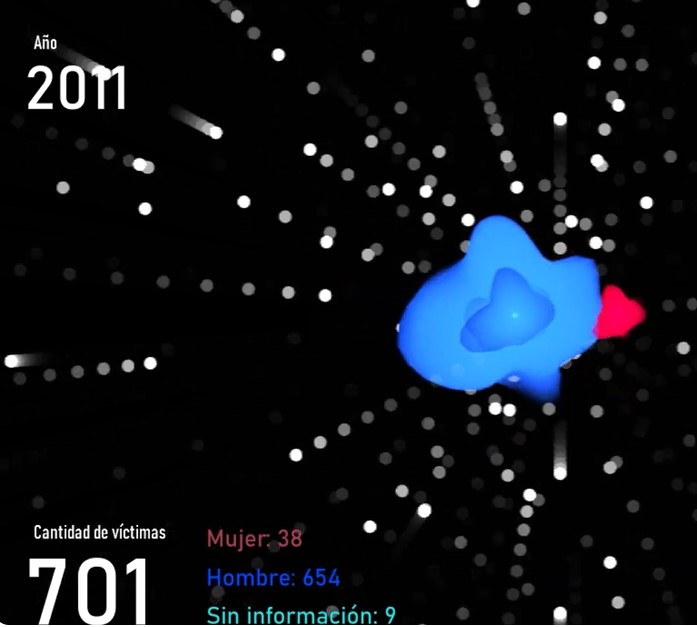 Año
2011
Cantidad de víctimas
701
Mujer: 38
Hombre: 654
Sin información: 9